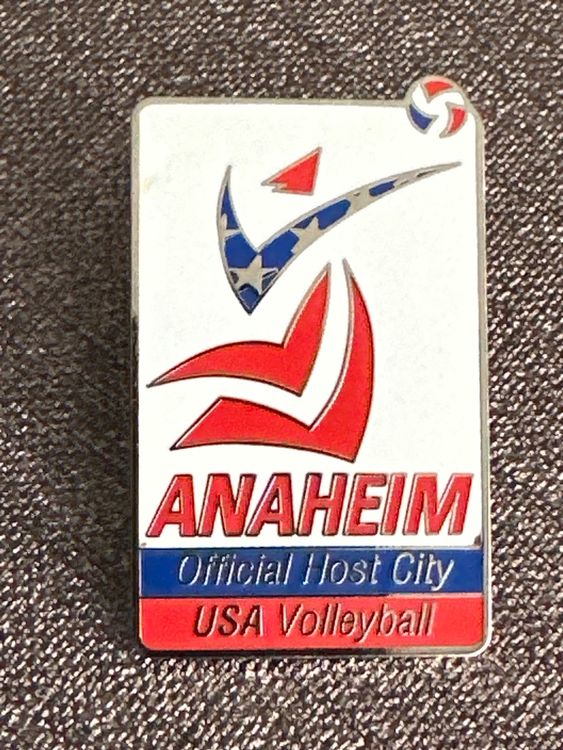 ANAHEIM
Official Host City
USA Volleyball